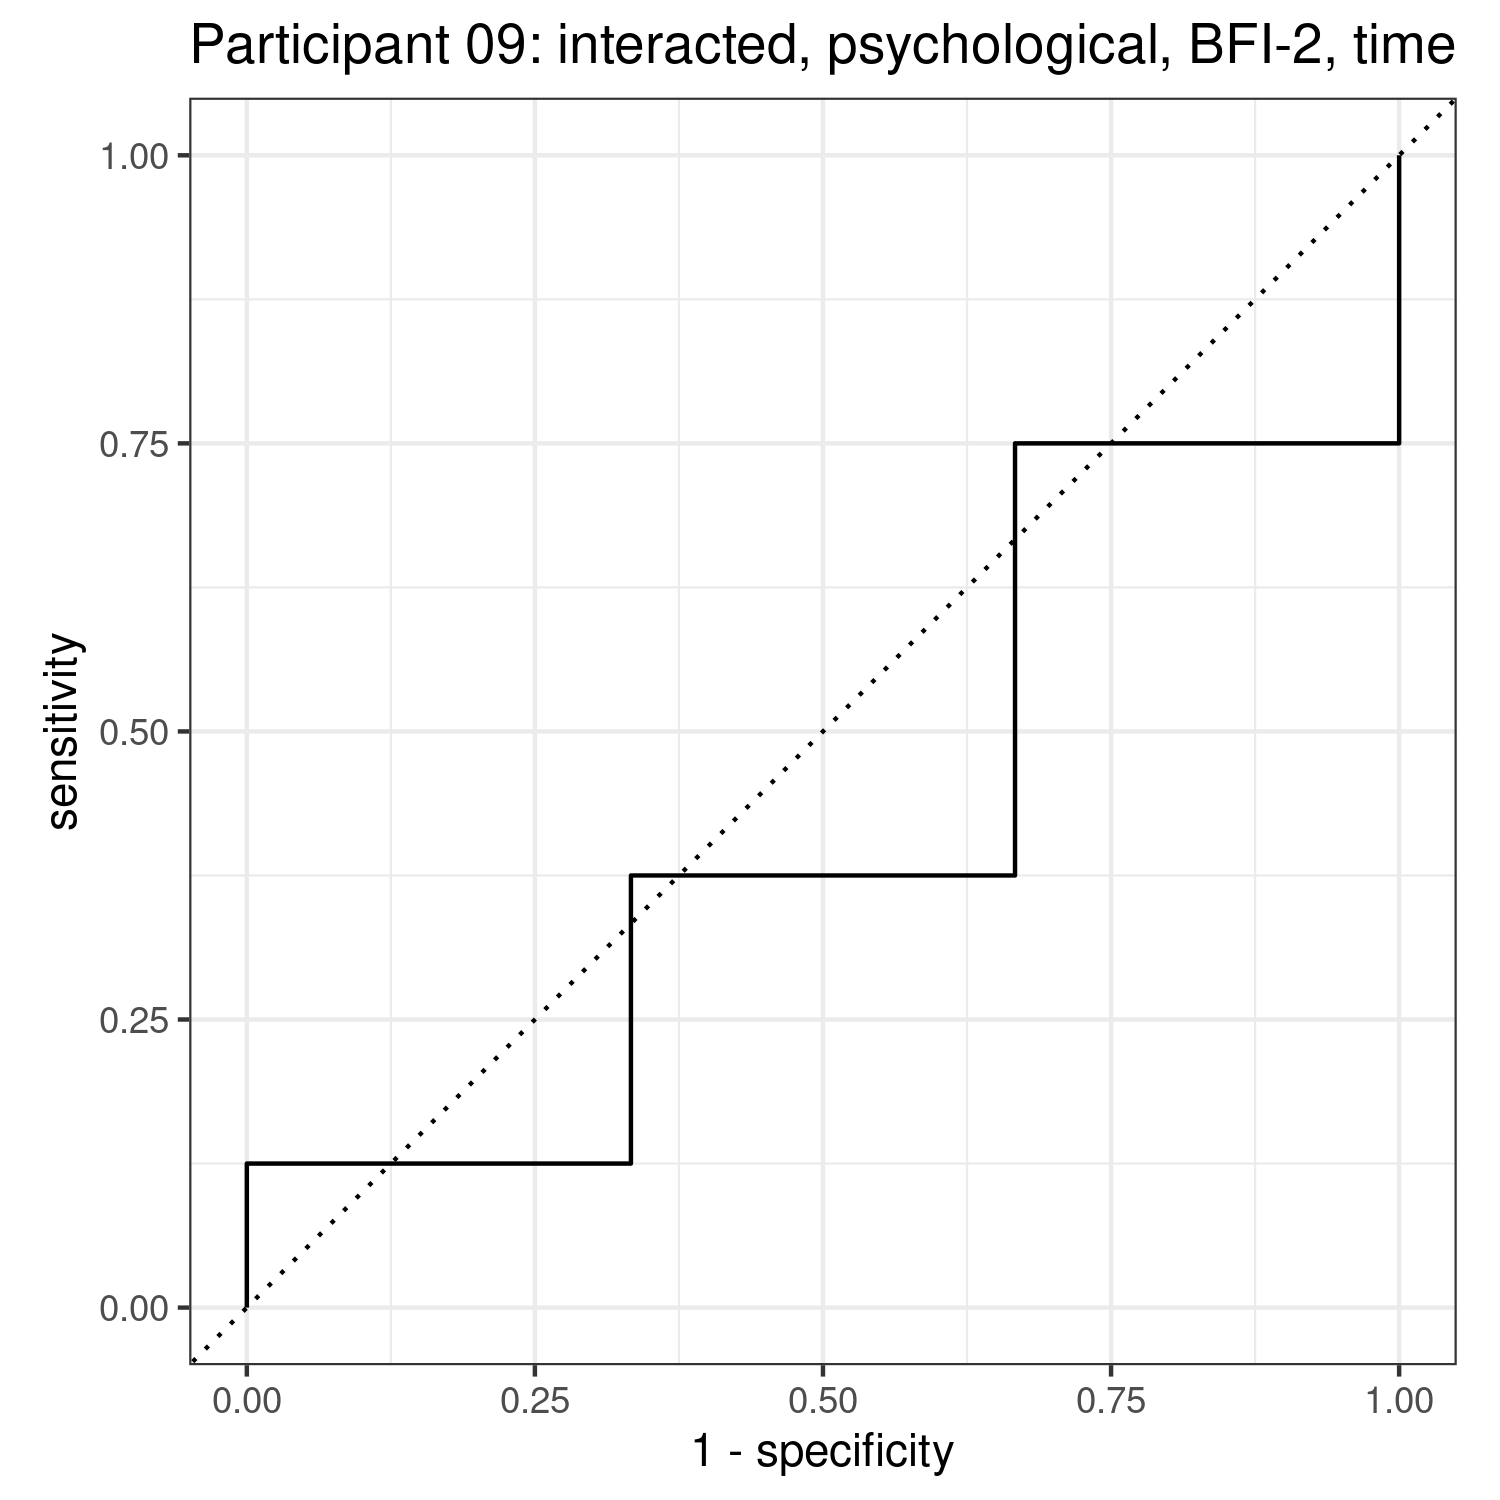 Participant 09: interacted, psychological, BFI-2, time
1.00
0.75
0.50
0.25
0.00
sensitivity
0.00 0.25 0.50 0.75 1.00
1 - specificity